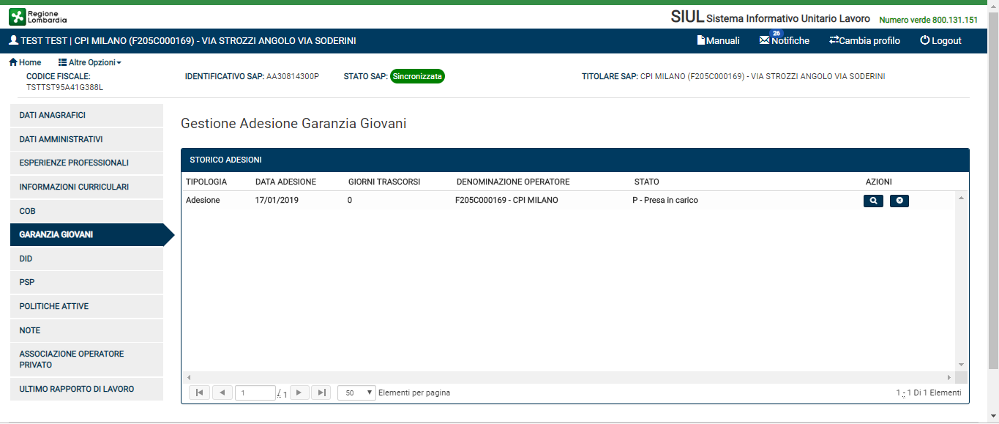 Regione
Lombardia
SIUL Sistema Informativo Unitario Lavoro Numero verde 800.131.151
TEST TEST | CPI MILANO (F205C000169) - VIA STROZZI ANGOLO VIA SODERINI
Manuali 26 Notifiche Cambia profilo Logout
Home Altre Opzioni
CODICE FISCALE:
TSTTST95A41G388L
IDENTIFICATIVO SAP: AA30814300P
STATO SAP: Sincronizzata
TITOLARE SAP: CPI MILANO (F205C000169) - VIA STROZZI ANGOLO VIA SODERINI
DATI ANAGRAFICI
DATI AMMINISTRATIVI
ESPERIENZE PROFESSIONALI
INFORMAZIONI CURRICULARI
COB
GARANZIA GIOVANI
DID
PSP
POLITICHE ATTIVE
NOTE
ASSOCIAZIONE OPERATORE
PRIVATO
ULTIMO RAPPORTO DI LAVORO
Gestione Adesione Garanzia Giovani
STORICO ADESIONI
TIPOLOGIA DATA ADESIONE GIORNI TRASCORSI DENOMINAZIONE OPERATORE STATO AZIONI
Adesione 17/01/2019 0 F205C000169 - CPI MILANO P - Presa in carico
1 / 1 50 Elementi per pagina 1 - 1 Di 1 Elementi